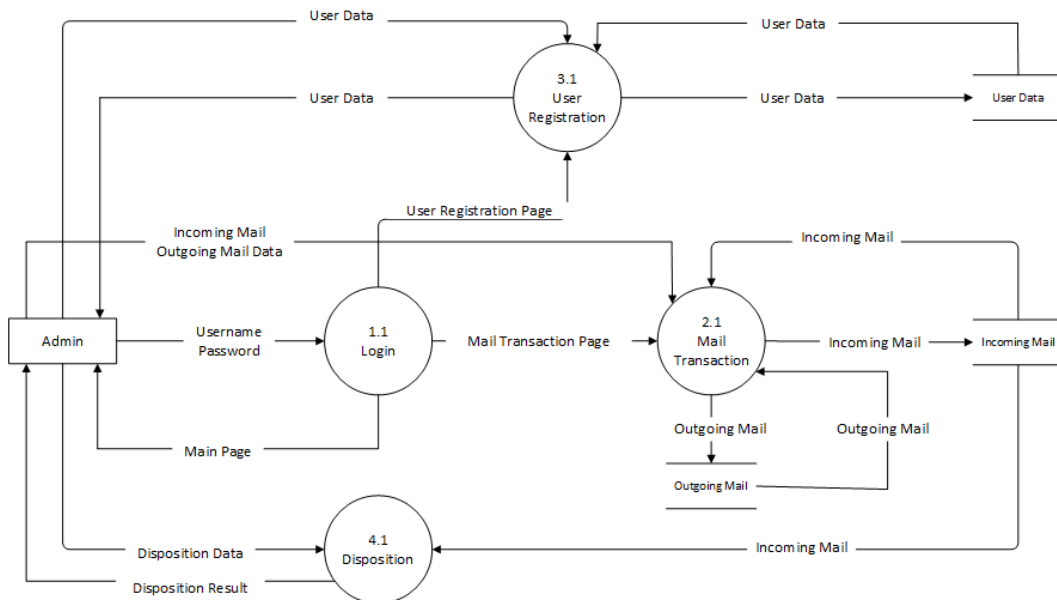 User Data
User Data
3.1
User
Registration
User Data
User Data
User Data
User Registration Page
Incoming Mail
Outgoing Mail Data
Incoming Mail
Admin
Username
Password
1.1
Login
Mail Transaction Page
2.1
Mail
Transaction
Incoming Mail
Incoming Mail
Main Page
Outgoing Mail
Outgoing Mail
Outgoing Mail
4.1
Disposition
Disposition Data
Incoming Mail
Disposition Result